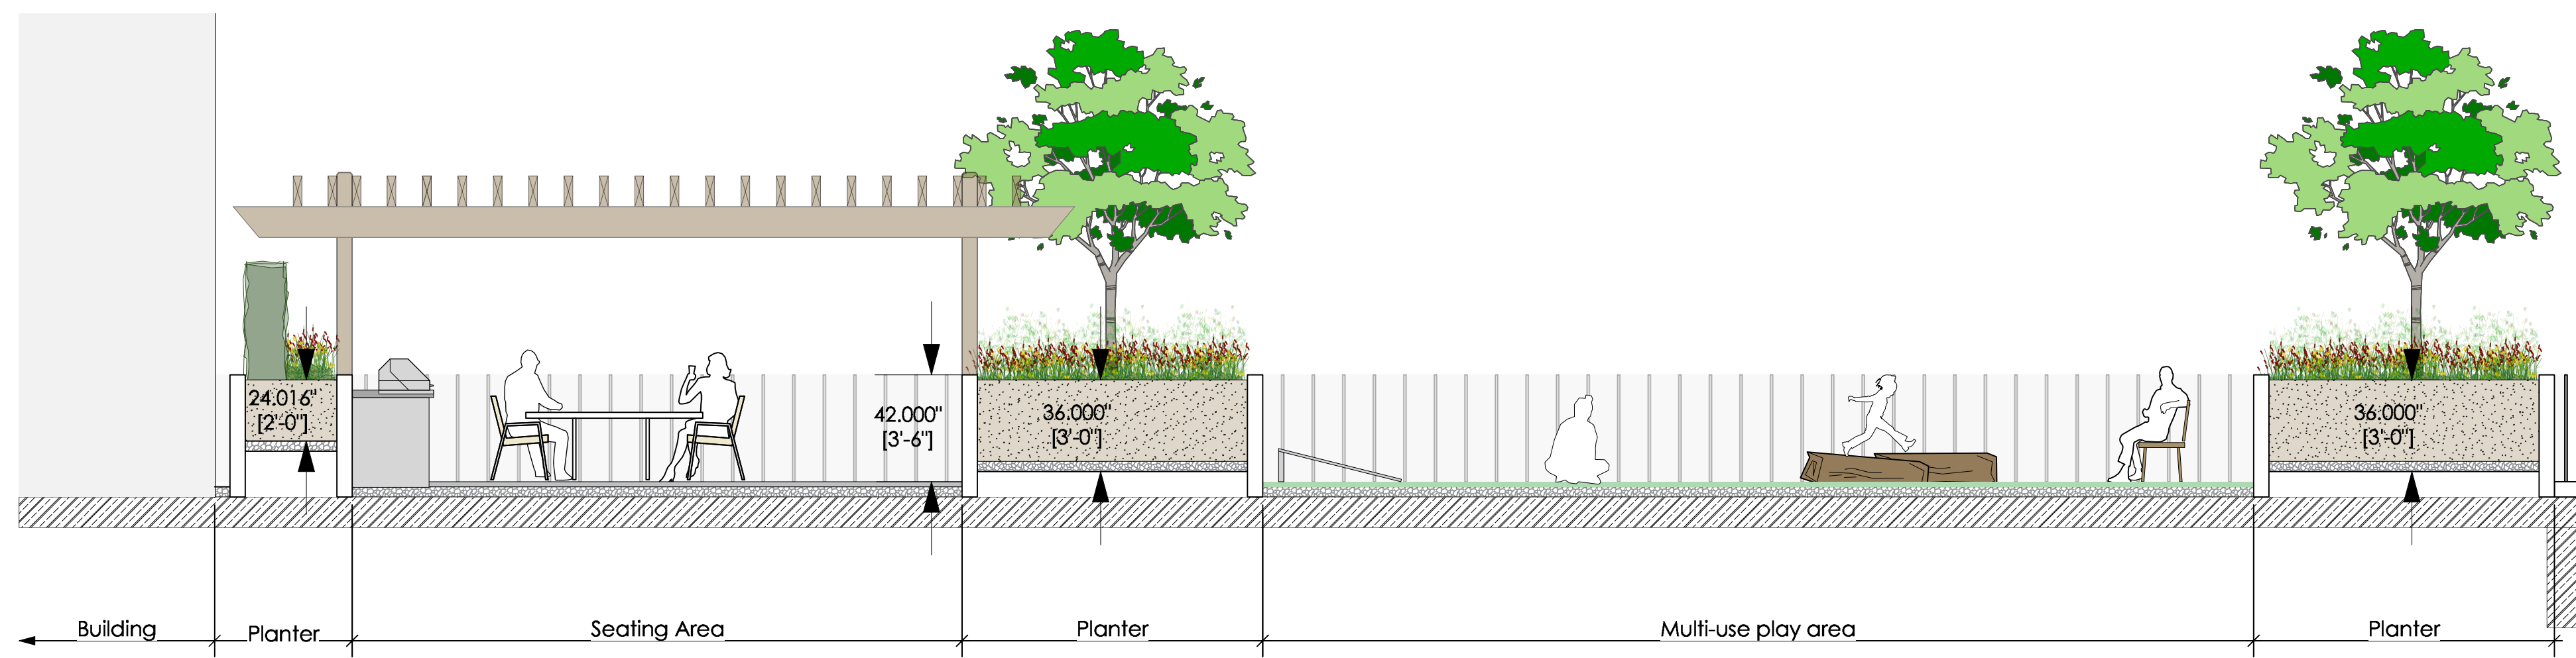 24.016"
[2'-0"]
42.000"
[3'-6"]
36.000"
[3'-0"]
36.000"
[3'-0"]
Building
Planter
Seating Area
Planter
Multi-use play area
Planter